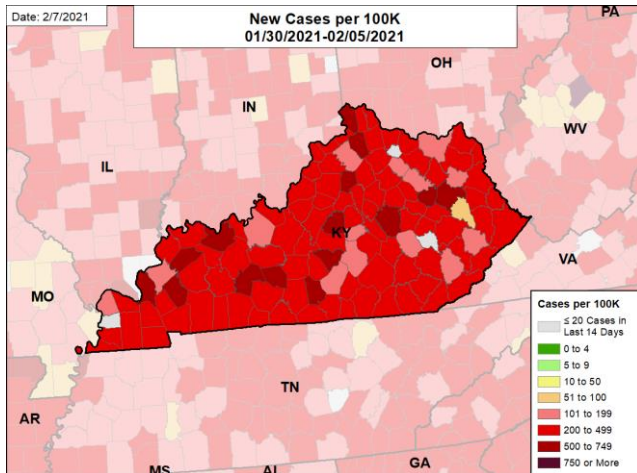 Date: 2/7/2021
New Cases per 100K
01/30/2021-02/05/2021
PA
OH
IN
WV
IL
KY
VA
MO
TN
AR
MS
AL
GA
Cases per 100K
≤ 20 Cases in
Last 14 Days
0 to 4
5 to 9
10 to 50
51 to 100
101 to 199
200 to 499
500 to 749
750 or More